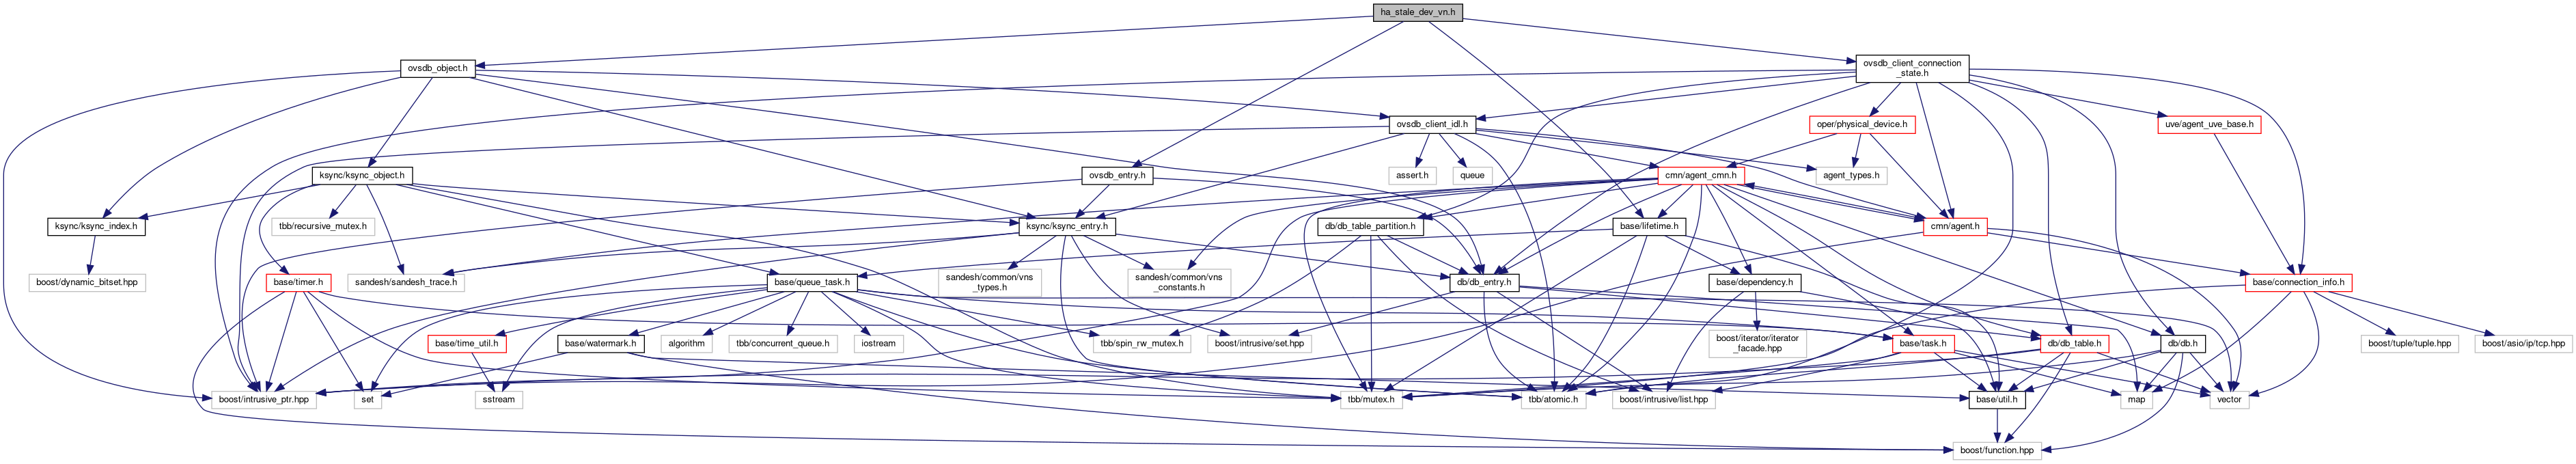 ha_stale_dev_vn.h
ovsdb_object.h
ovsdb_client_connection
_state.h
ovsdb_client_idl.h
oper/physical_device.h
uve/agent_uve_base.h
ksync/ksync_object.h
ovsdb_entry.h
assert.h
queue
cmn/agent_cmn.h
agent_types.h
ksync/ksync_index.h
tbb/recursive_mutex.h
ksync/ksync_entry.h
db/db_table_partition.h
base/lifetime.h
cmn/agent.h
boost/dynamic_bitset.hpp
base/timer.h
sandesh/sandesh_trace.h
base/queue_task.h
sandesh/common/vns
_types.h
sandesh/common/vns
_constants.h
db/db_entry.h
base/dependency.h
base/connection_info.h
base/time_util.h
base/watermark.h
algorithm
tbb/concurrent_queue.h
iostream
tbb/spin_rw_mutex.h
boost/intrusive/set.hpp
boost/iterator/iterator
_facade.hpp
base/task.h
db/db_table.h
db/db.h
boost/tuple/tuple.hpp
boost/asio/ip/tcp.hpp
boost/intrusive_ptr.hpp
set
sstream
tbb/mutex.h
tbb/atomic.h
boost/intrusive/list.hpp
base/util.h
map
vector
boost/function.hpp